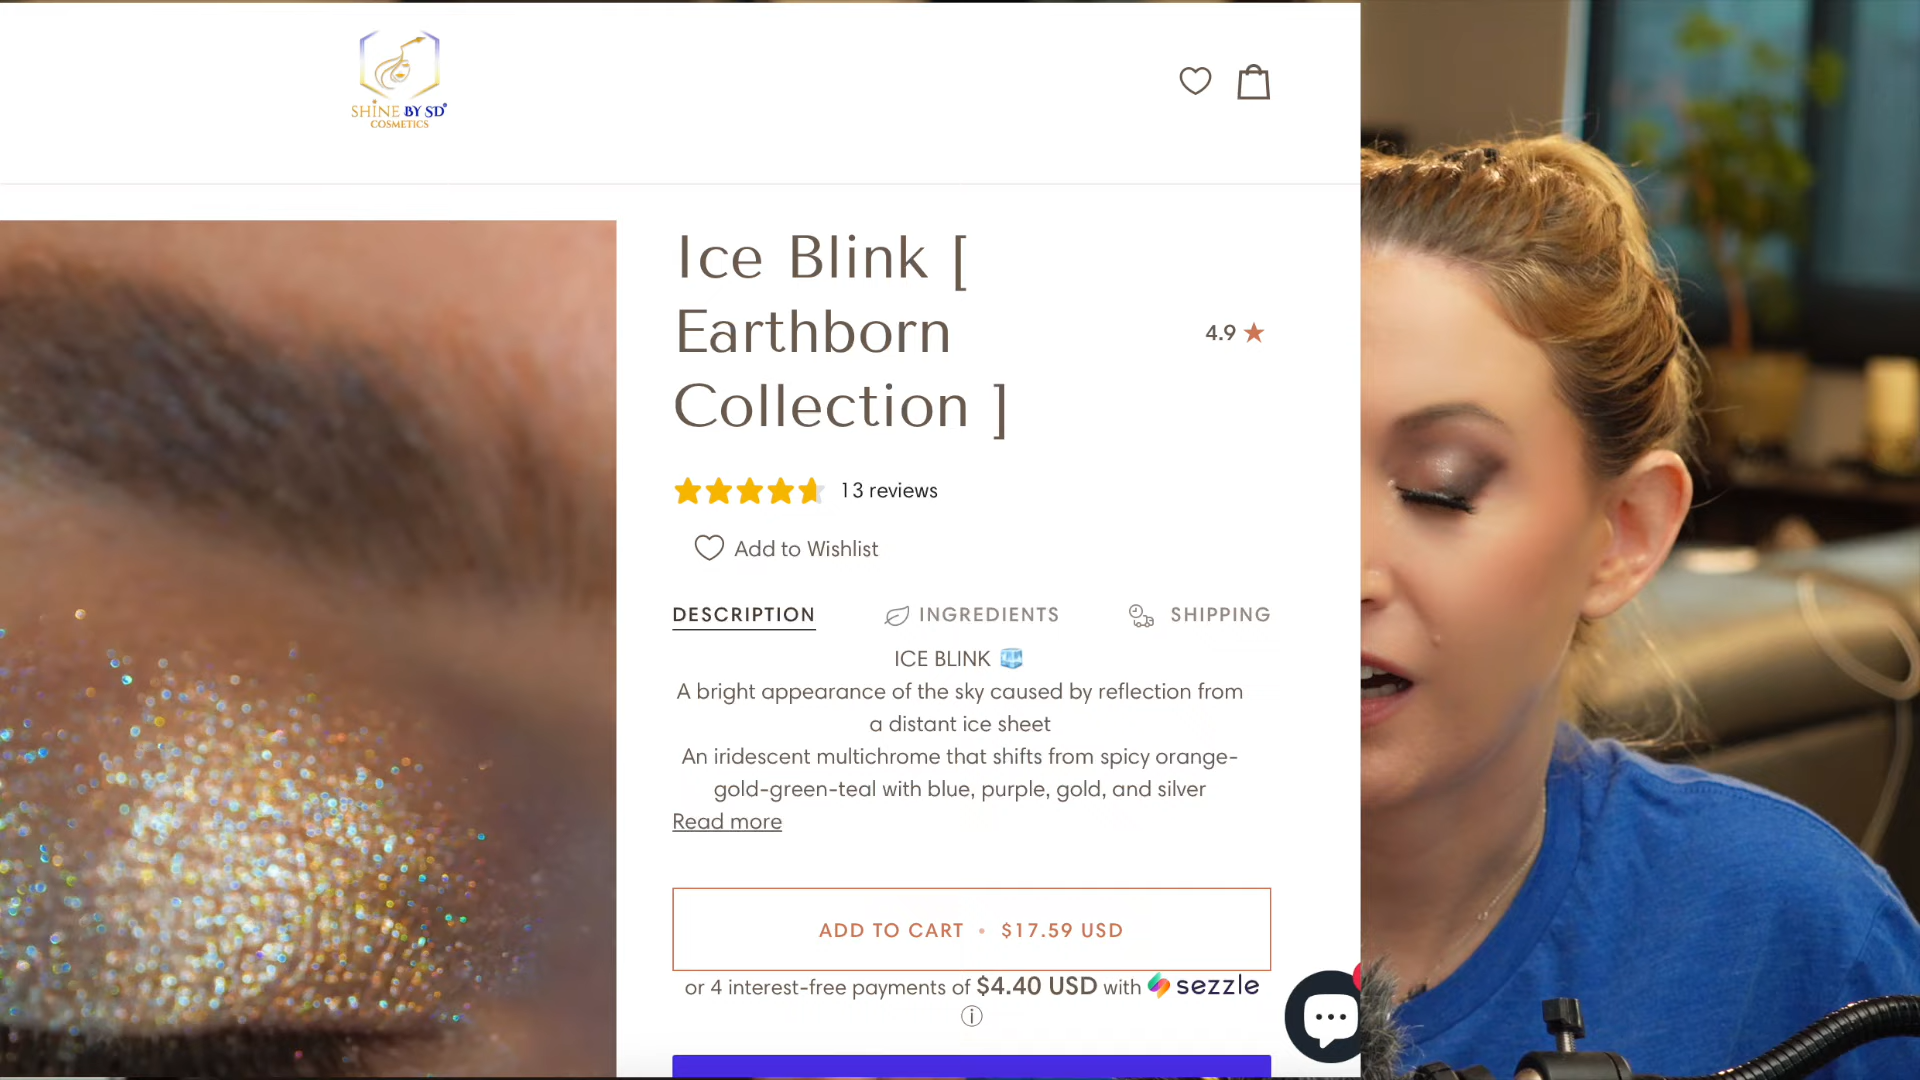 SHINE BY SD
COSMETICS
Ice Blink [
Earthborn
Collection ]
4.9
13 reviews
Add to Wishlist
DESCRIPTION
INGREDIENTS
SHIPPING
ICE BLINK
A bright appearance of the sky caused by reflection from
a distant ice sheet
An iridescent multichrome that shifts from spicy orange-
gold-green-teal with blue, purple, gold, and silver
Read more
ADD TO CART • $17.59 USD
or 4 interest-free payments of $4.40 USD with sezzle